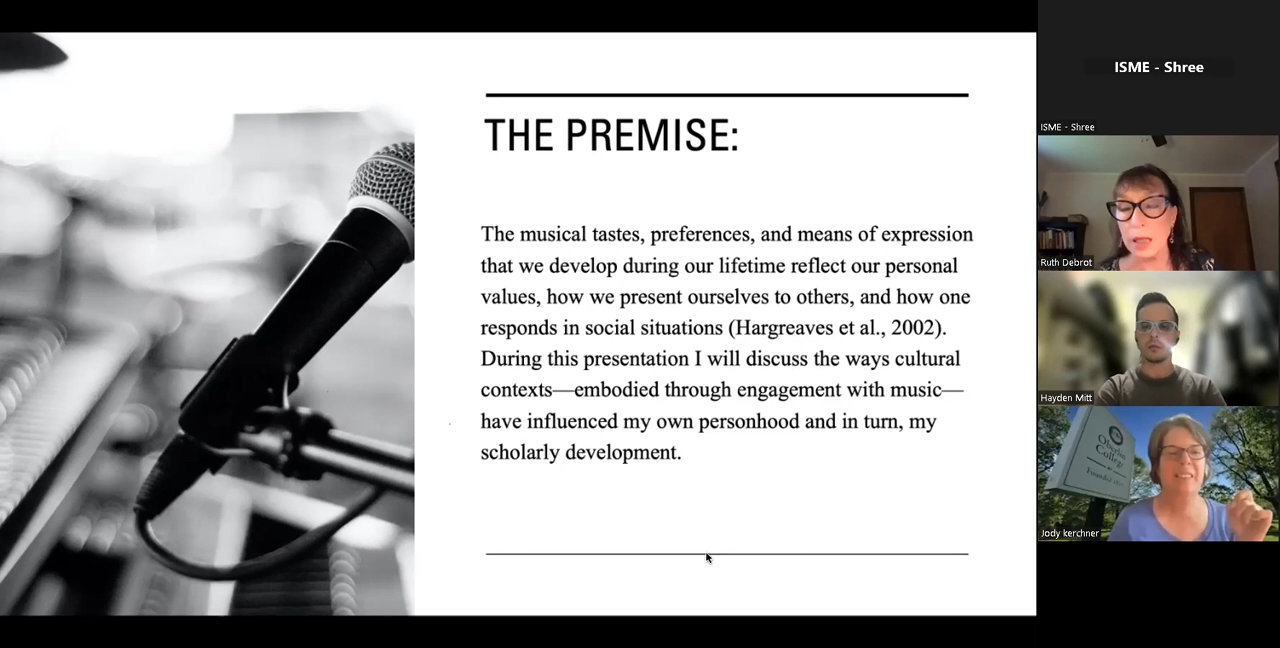 THE PREMISE:
The musical tastes, preferences, and means of expression
that we develop during our lifetime reflect our personal
values, how we present ourselves to others, and how one
responds in social situations (Hargreaves et al., 2002).
During this presentation I will discuss the ways cultural
contexts—embodied through engagement with music—
have influenced my own personhood and in turn, my
scholarly development.
ISME - Shree
ISME - Shree
Ruth Debrot
Hayden Mitt
Oberlin
College
Jody kerchner